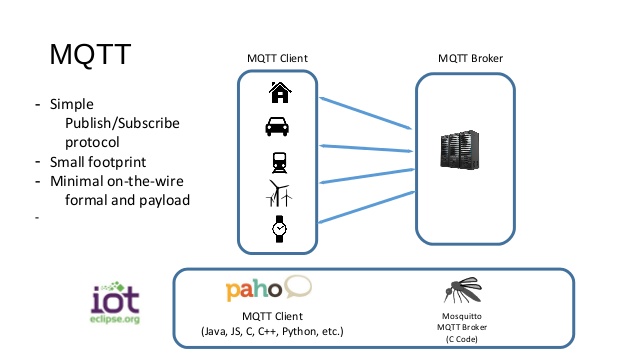 MQTT
- Simple
Publish/Subscribe
protocol
- Small footprint
- Minimal on-the-wire
formal and payload
-
MQTT Client
MQTT Broker
iot
eclipse.org
paho
MQTT Client
(Java, JS, C, C++, Python, etc.)
Mosquitto
MQTT Broker
(C Code)